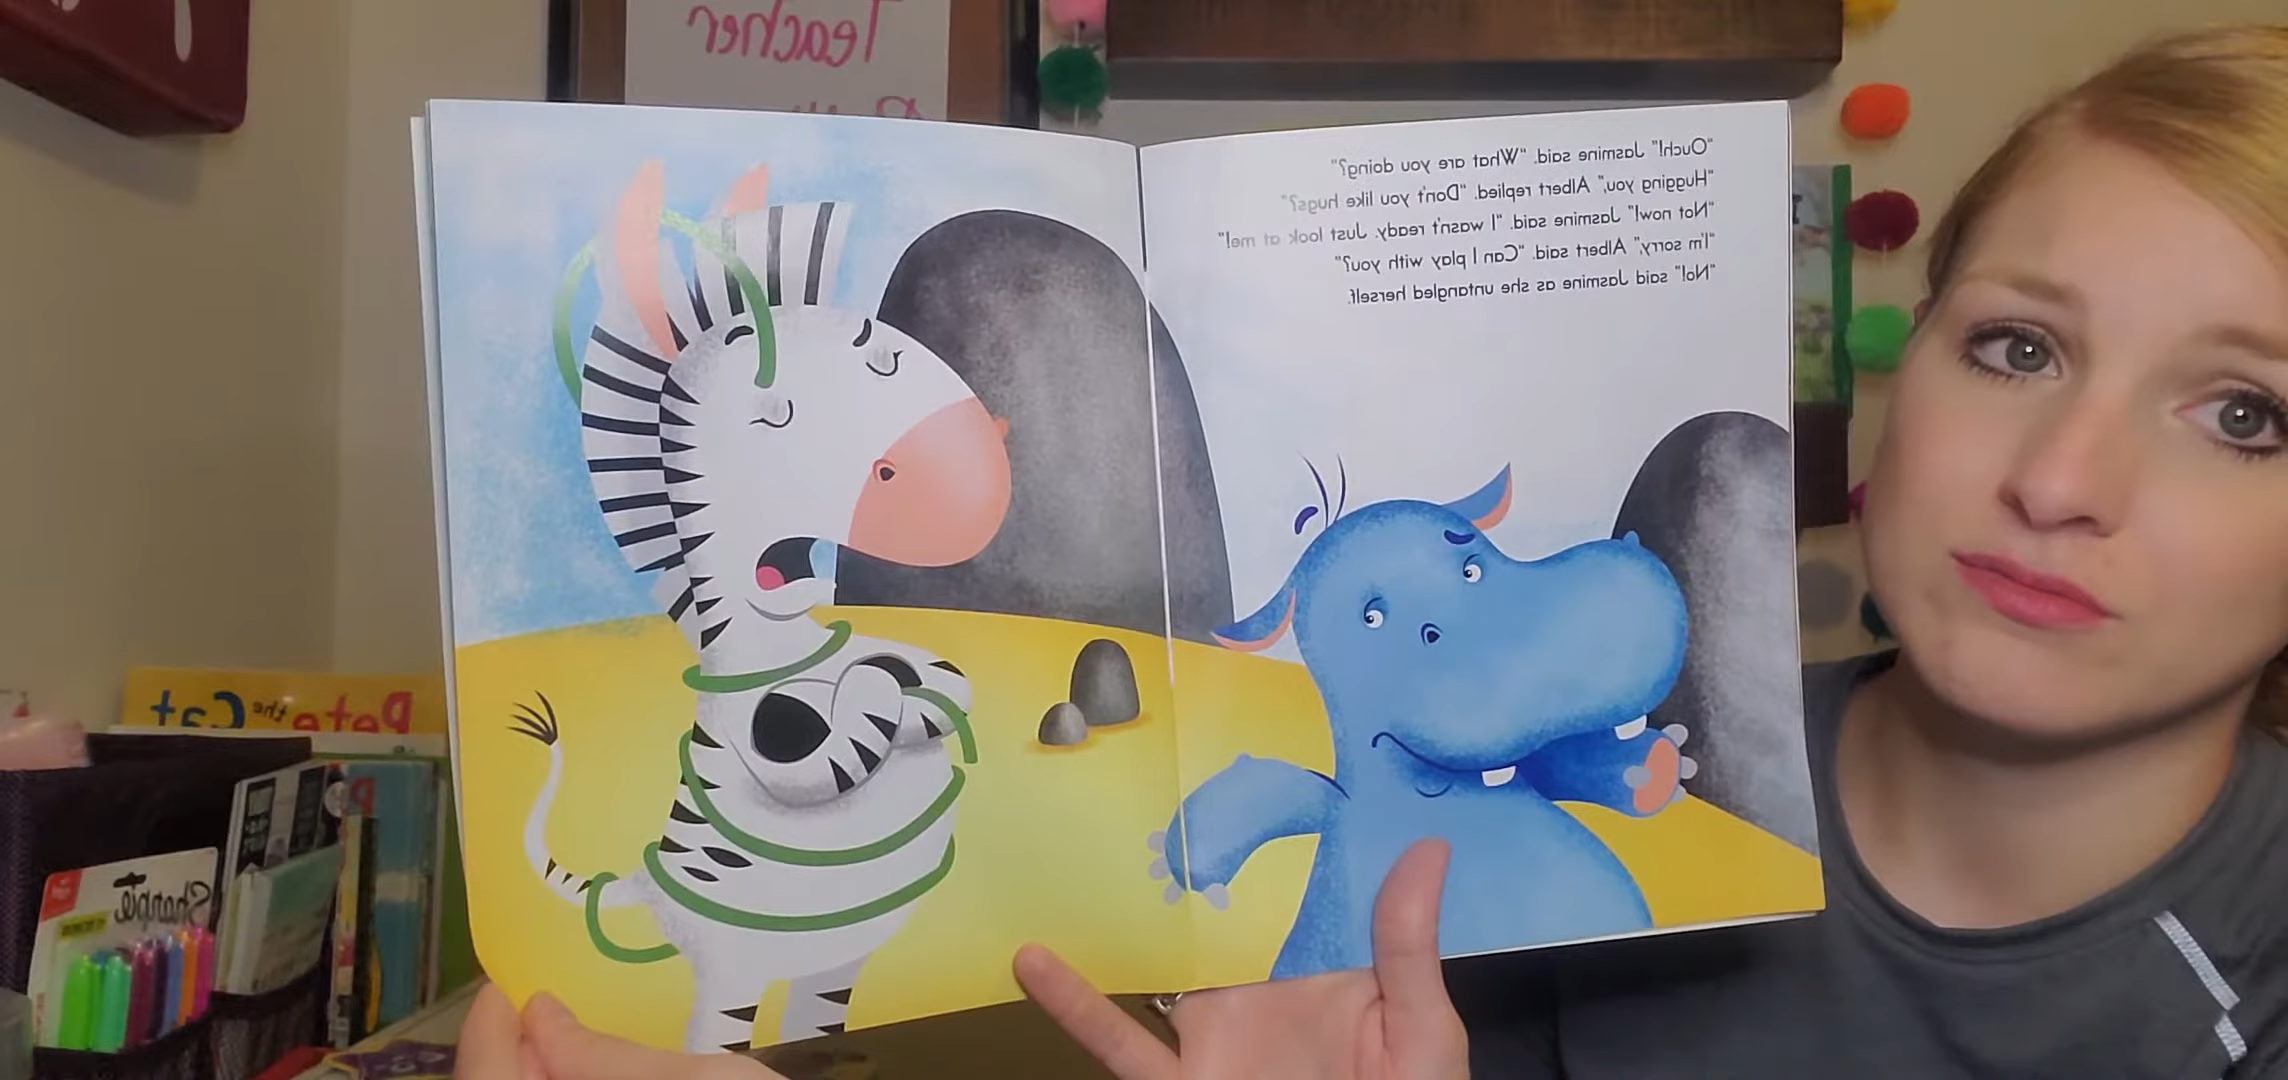 Teacher
"Ouch!" Jasmine said. "What are you doing?"
"Hugging you," Albert replied. "Don't you like hugs?"
"Not now!" Jasmine said. "I wasn't ready. Just look at me!"
"I'm sorry," Albert said. "Can I play with you?"
"No!" said Jasmine as she untangled herself.
Pete the Cat
Sharpie